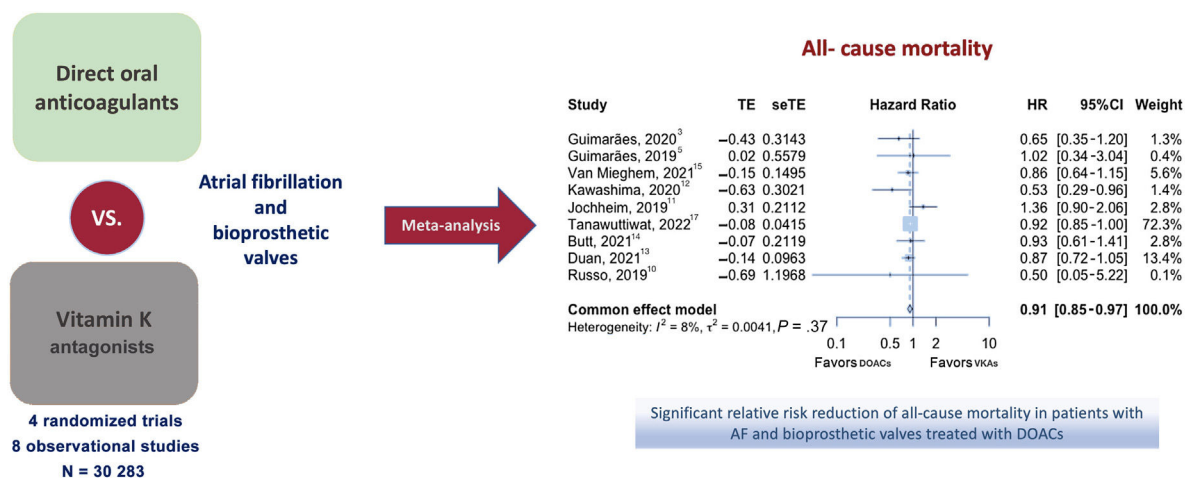 Direct oral
anticoagulants
VS.
Vitamin K
antagonists
4 randomized trials
8 observational studies
N = 30 283
Atrial fibrillation
and
bioprosthetic
valves
Meta-analysis
All- cause mortality
Study TE seTE Hazard Ratio HR 95%CI Weight
Guimarães, 2020³ −0.43 0.3143 0.65 [0.35-1.20] 1.3%
Guimarães, 2019⁵ 0.02 0.5579 1.02 [0.34-3.04] 0.4%
Van Mieghem, 2021¹⁵ −0.15 0.1495 0.86 [0.64-1.15] 5.6%
Kawashima, 2020¹² −0.63 0.3021 0.53 [0.29-0.96] 1.4%
Jochheim, 2019¹¹ 0.31 0.2112 1.36 [0.90-2.06] 2.8%
Tanawuttiwat, 2022¹⁷ −0.08 0.0415 0.92 [0.85-1.00] 72.3%
Butt, 2021¹⁴ −0.07 0.2119 0.93 [0.61-1.41] 2.8%
Duan, 2021¹³ −0.14 0.0963 0.87 [0.72-1.05] 13.4%
Russo, 2019¹⁰ −0.69 1.1968 0.50 [0.05-5.22] 0.1%
Common effect model 0.91 [0.85-0.97] 100.0%
Heterogeneity: I² = 8%, τ² = 0.0041, P = .37
0.1 0.5 1 2 10
Favors DOACs Favors VKAs
Significant relative risk reduction of all-cause mortality in patients with
AF and bioprosthetic valves treated with DOACs